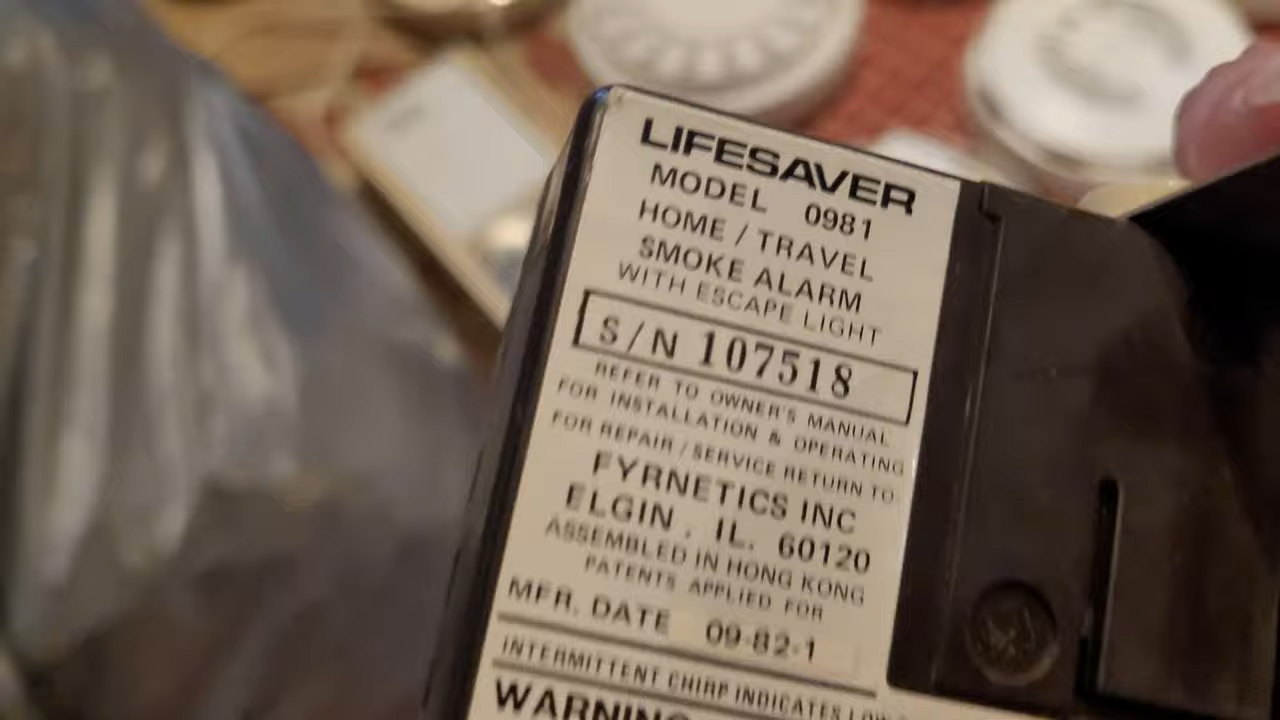 LIFESAVER
MODEL 0981
HOME / TRAVEL
SMOKE ALARM
WITH ESCAPE LIGHT
S/N 107518
REFER TO OWNER'S MANUAL
FOR INSTALLATION & OPERATING
FOR REPAIR / SERVICE RETURN TO
FYRNETICS INC
ELGIN , IL. 60120
ASSEMBLED IN HONG KONG
PATENTS APPLIED FOR
MFR. DATE 09-82-1
INTERMITTENT CHIRP INDICATES LOW
WARNING